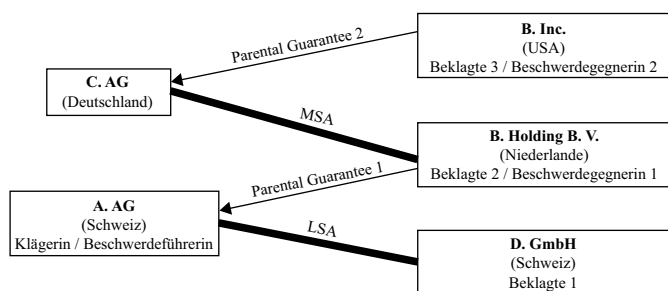 B. Inc.
(USA)
Beklagte 3 / Beschwerdegegnerin 2
Parental Guarantee 2
C. AG
(Deutschland)
MSA
B. Holding B. V.
(Niederlande)
Beklagte 2 / Beschwerdegegnerin 1
Parental Guarantee 1
A. AG
(Schweiz)
Klägerin / Beschwerdeführerin
LSA
D. GmbH
(Schweiz)
Beklagte 1